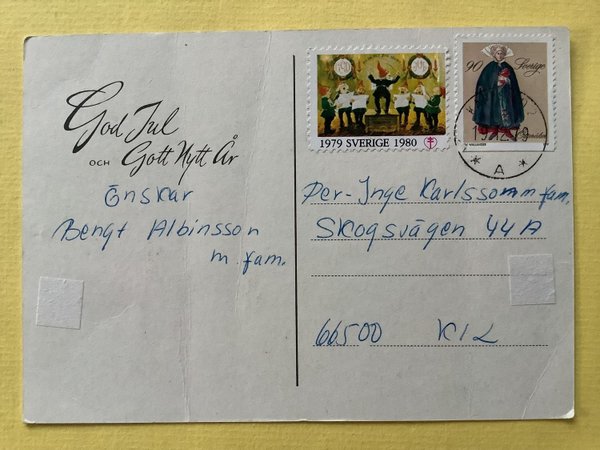 God Jul
OCH Gott Nytt År
Önskar
Bengt Albinsson
m. fam.
1979 SVERIGE 1980
90 Sverige
Per-Inge Karlsson m fam.
Skogsvägen 44A
66500 KIL
A